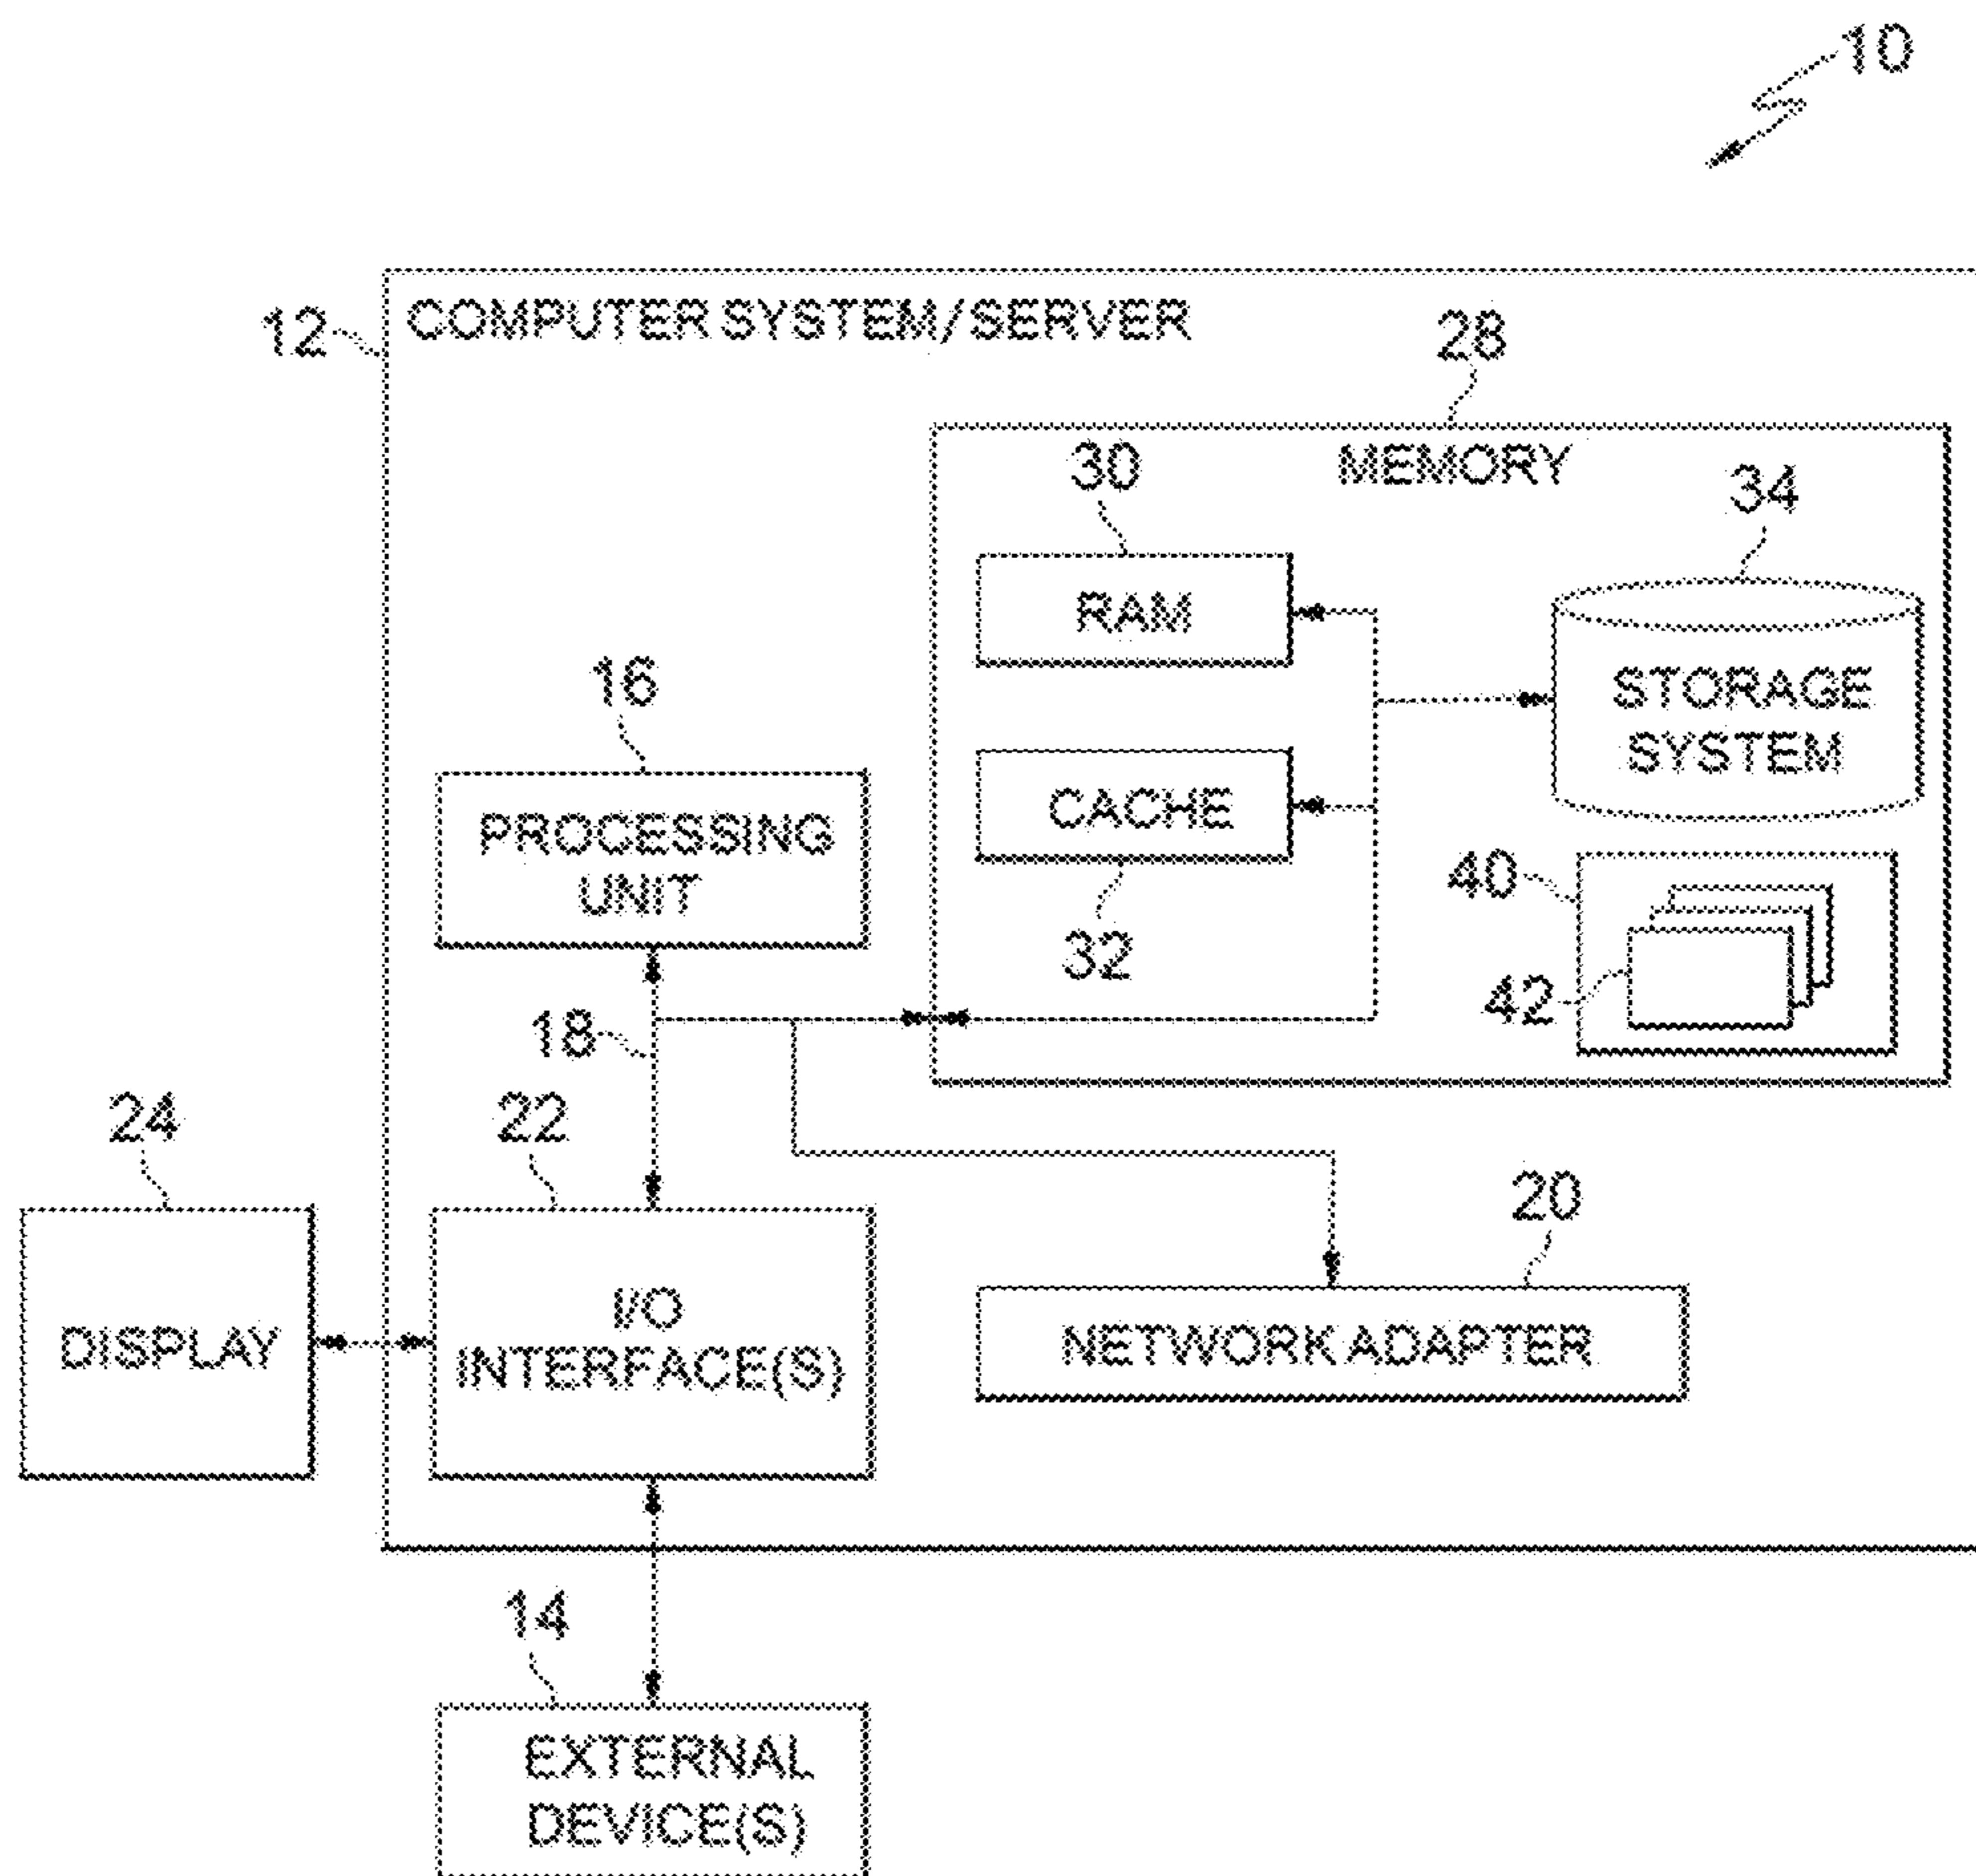 10
12
COMPUTER SYSTEM/SERVER
28
MEMORY
30
34
RAM
STORAGE
SYSTEM
16
PROCESSING
UNIT
CACHE
32
40
42
18
24
22
20
DISPLAY
I/O
INTERFACE(S)
NETWORK ADAPTER
14
EXTERNAL
DEVICE(S)